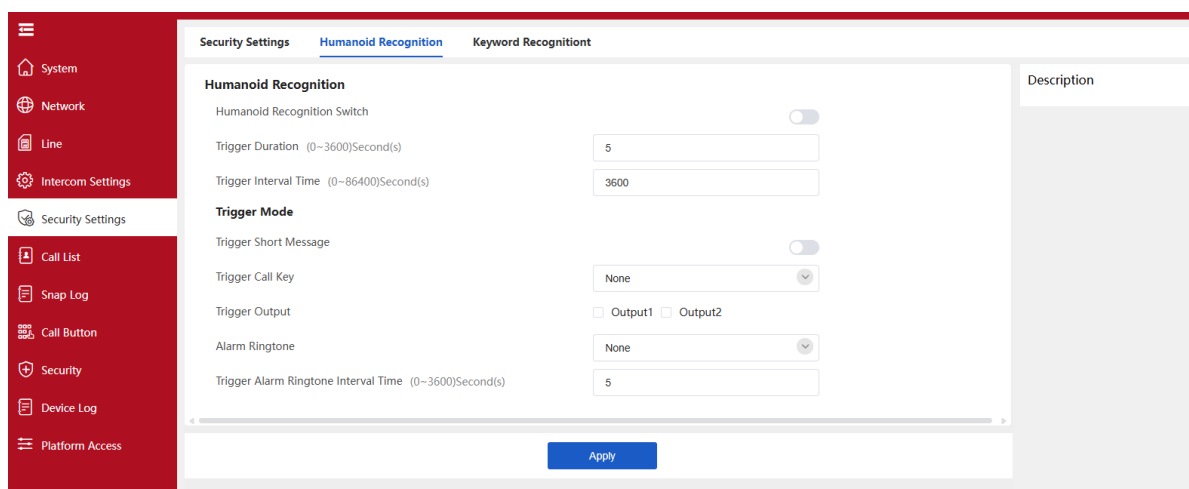 Security Settings Humanoid Recognition Keyword Recognitiont
System
Network
Line
Intercom Settings
Security Settings
Call List
Snap Log
Call Button
Security
Device Log
Platform Access
Humanoid Recognition
Humanoid Recognition Switch
Trigger Duration (0~3600)Second(s) 5
Trigger Interval Time (0~86400)Second(s) 3600
Trigger Mode
Trigger Short Message
Trigger Call Key None
Trigger Output Output1 Output2
Alarm Ringtone None
Trigger Alarm Ringtone Interval Time (0~3600)Second(s) 5
Apply
Description